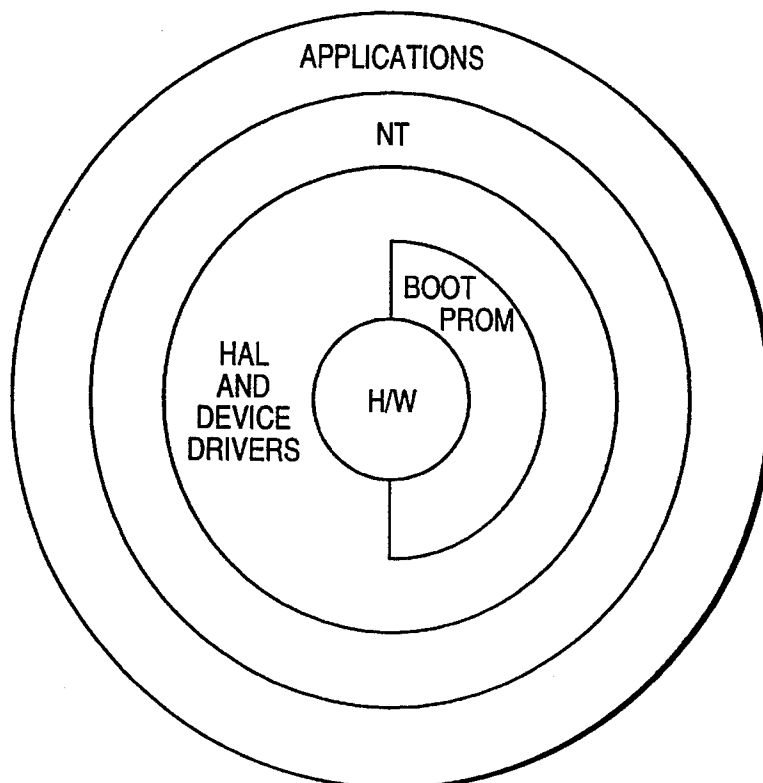 APPLICATIONS
NT
BOOT
PROM
HAL
AND
DEVICE
DRIVERS
H/W